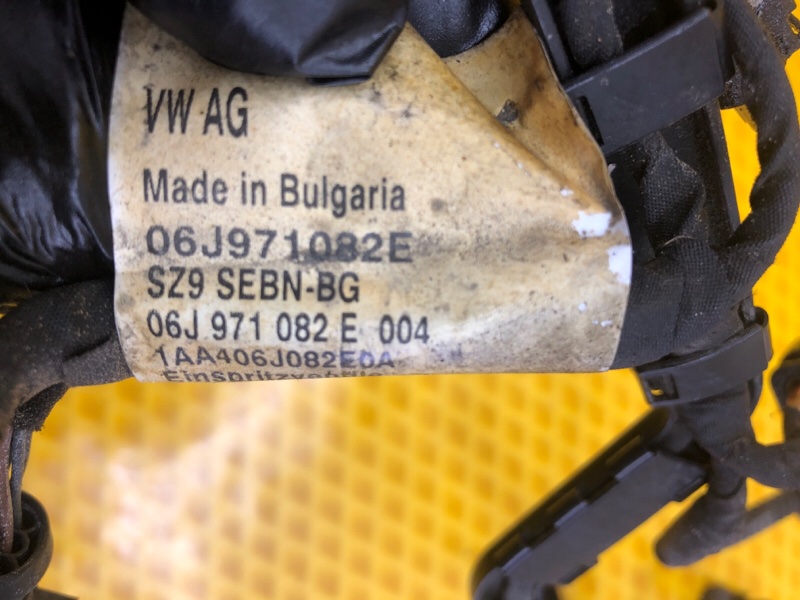 VW AG
Made in Bulgaria
06J971082E
SZ9 SEBN-BG
06J 971 082 E 004
1AA406J082E0A